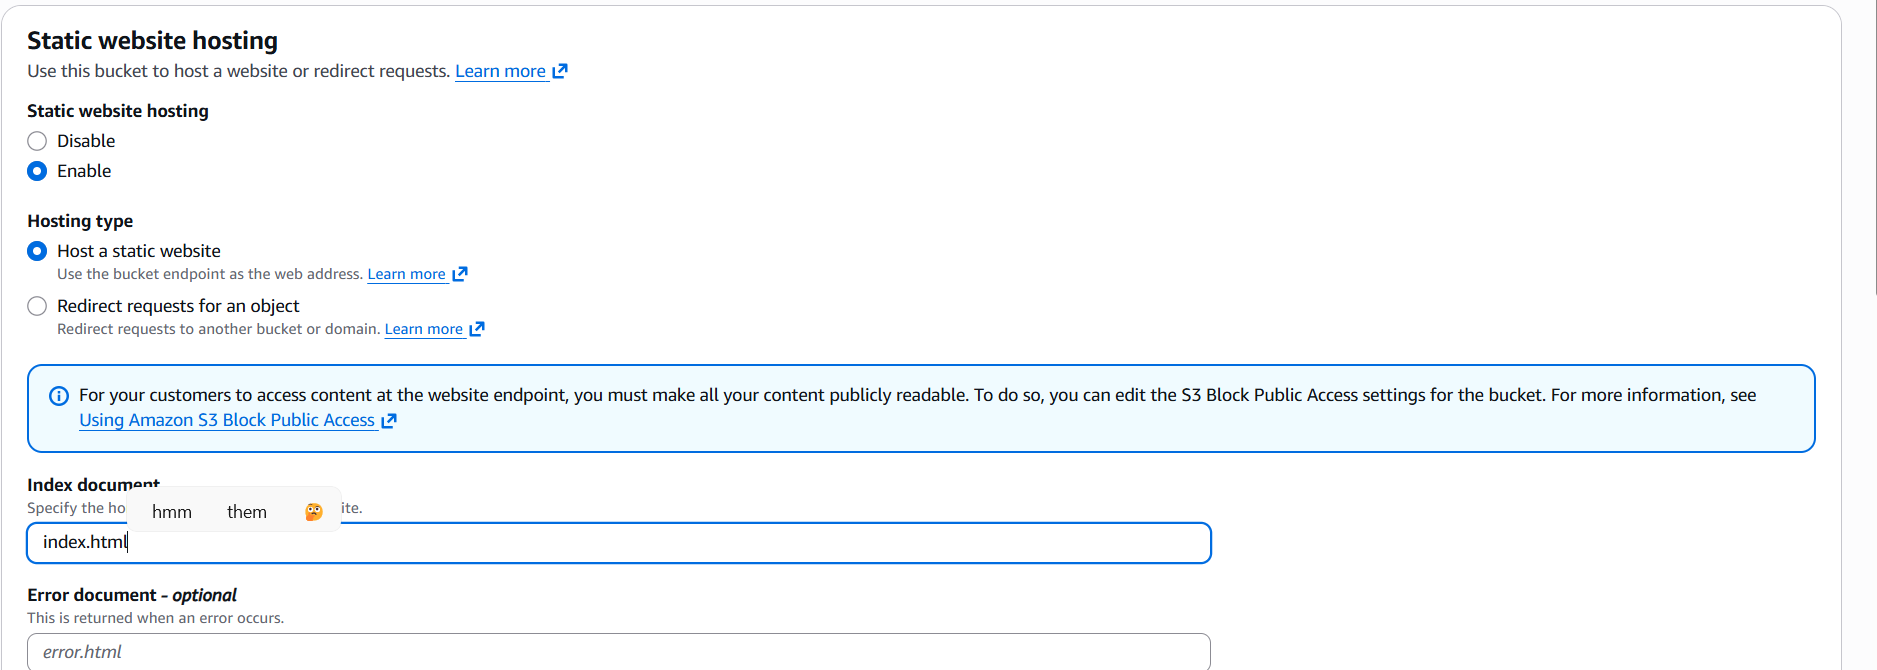 Static website hosting
Use this bucket to host a website or redirect requests. Learn more
Static website hosting
Disable
Enable
Hosting type
Host a static website
Use the bucket endpoint as the web address. Learn more
Redirect requests for an object
Redirect requests to another bucket or domain. Learn more
For your customers to access content at the website endpoint, you must make all your content publicly readable. To do so, you can edit the S3 Block Public Access settings for the bucket. For more information, see
Using Amazon S3 Block Public Access
Index document
Specify the ho ite.
hmm them 🤔
index.html
Error document - optional
This is returned when an error occurs.
error.html